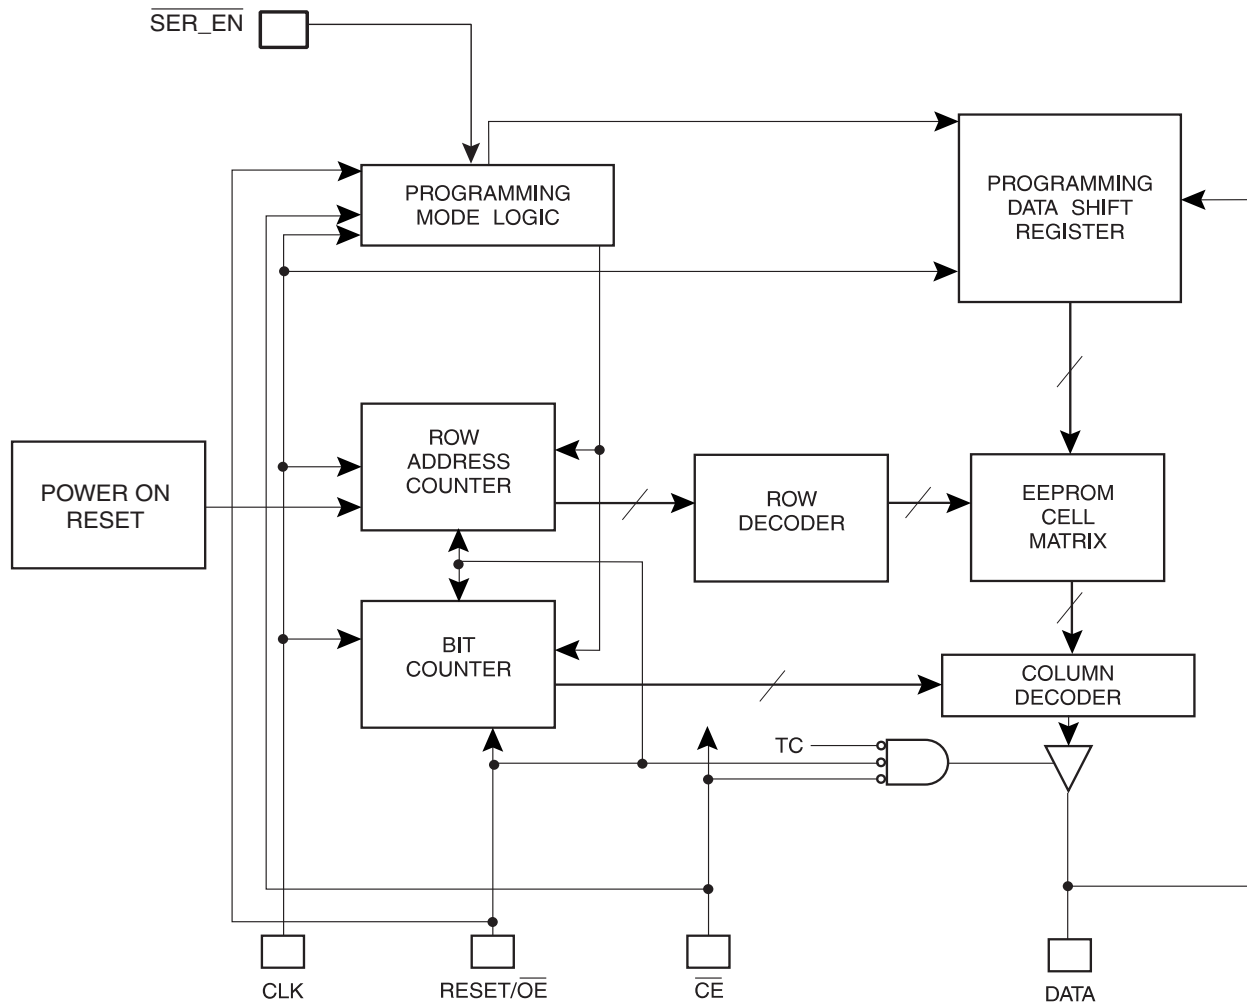 SER_EN
PROGRAMMING
MODE LOGIC
PROGRAMMING
DATA SHIFT
REGISTER
POWER ON
RESET
ROW
ADDRESS
COUNTER
ROW
DECODER
EEPROM
CELL
MATRIX
BIT
COUNTER
COLUMN
DECODER
TC
CLK
RESET/OE
CE
DATA